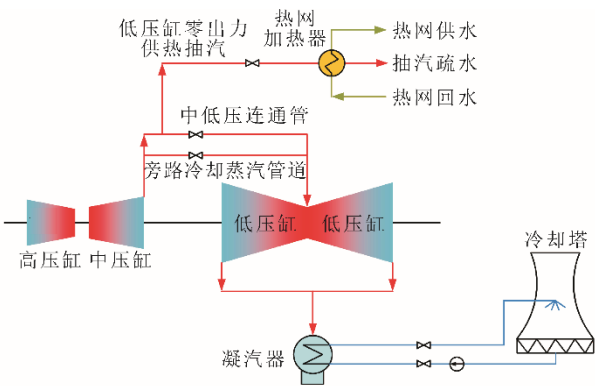 低压缸零出力
供热抽汽
热网
加热器
热网供水
抽汽疏水
热网回水
中低压连通管
旁路冷却蒸汽管道
低压缸
低压缸
高压缸
中压缸
冷却塔
凝汽器